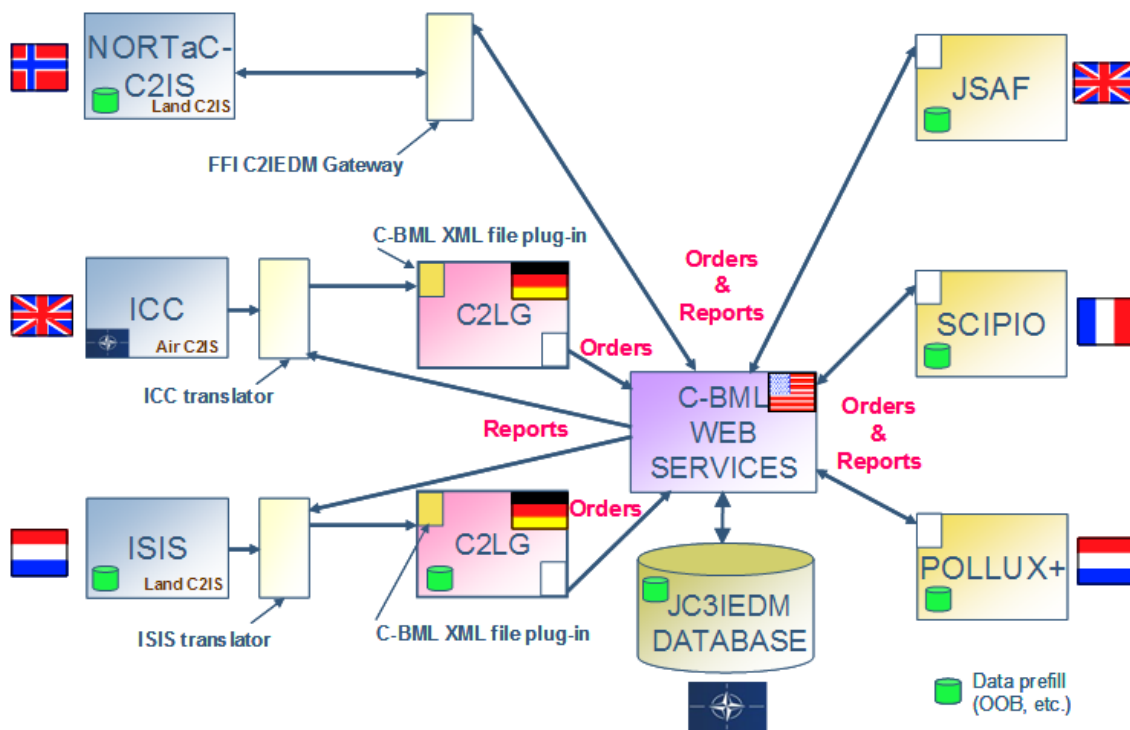 NORTaC-
C2IS
Land C2IS
FFI C2IEDM Gateway
JSAF
C-BML XML file plug-in
Orders
&
Reports
ICC
Air C2IS
ICC translator
C2LG
Orders
SCIPIO
C-BML
WEB
SERVICES
Orders
&
Reports
Reports
ISIS
Land C2IS
ISIS translator
C2LG
Orders
C-BML XML file plug-in
JC3IEDM
DATABASE
POLLUX+
Data prefill
(OOB, etc.)